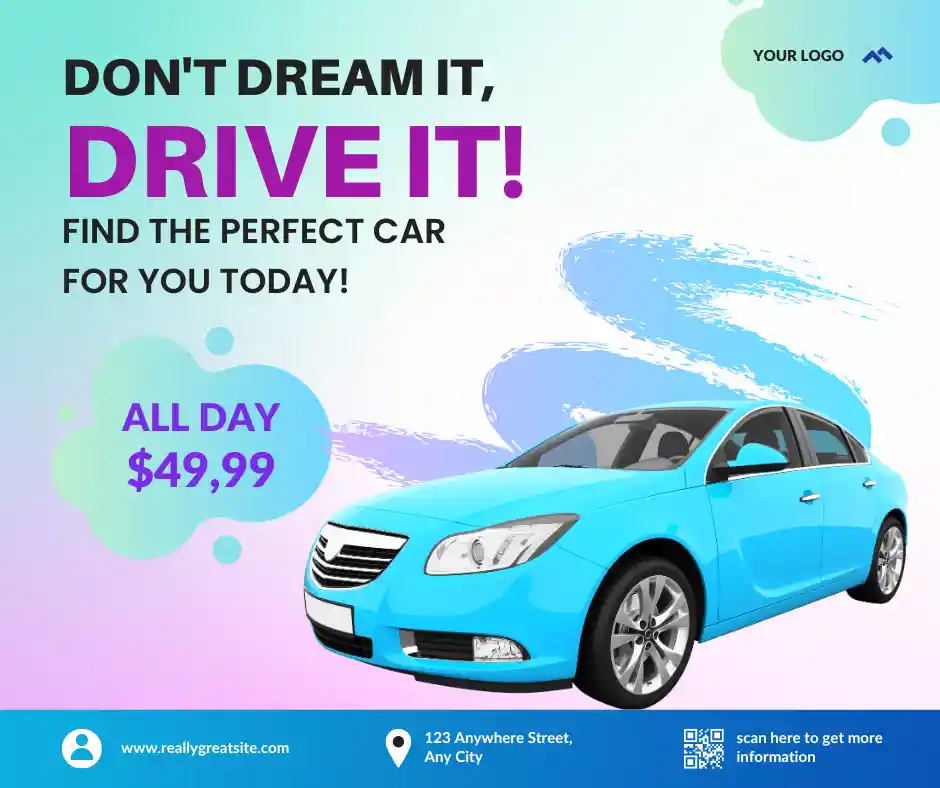 YOUR LOGO
DON'T DREAM IT,
DRIVE IT!
FIND THE PERFECT CAR
FOR YOU TODAY!
ALL DAY
$49,99
www.reallygreatsite.com
123 Anywhere Street,
Any City
scan here to get more
information